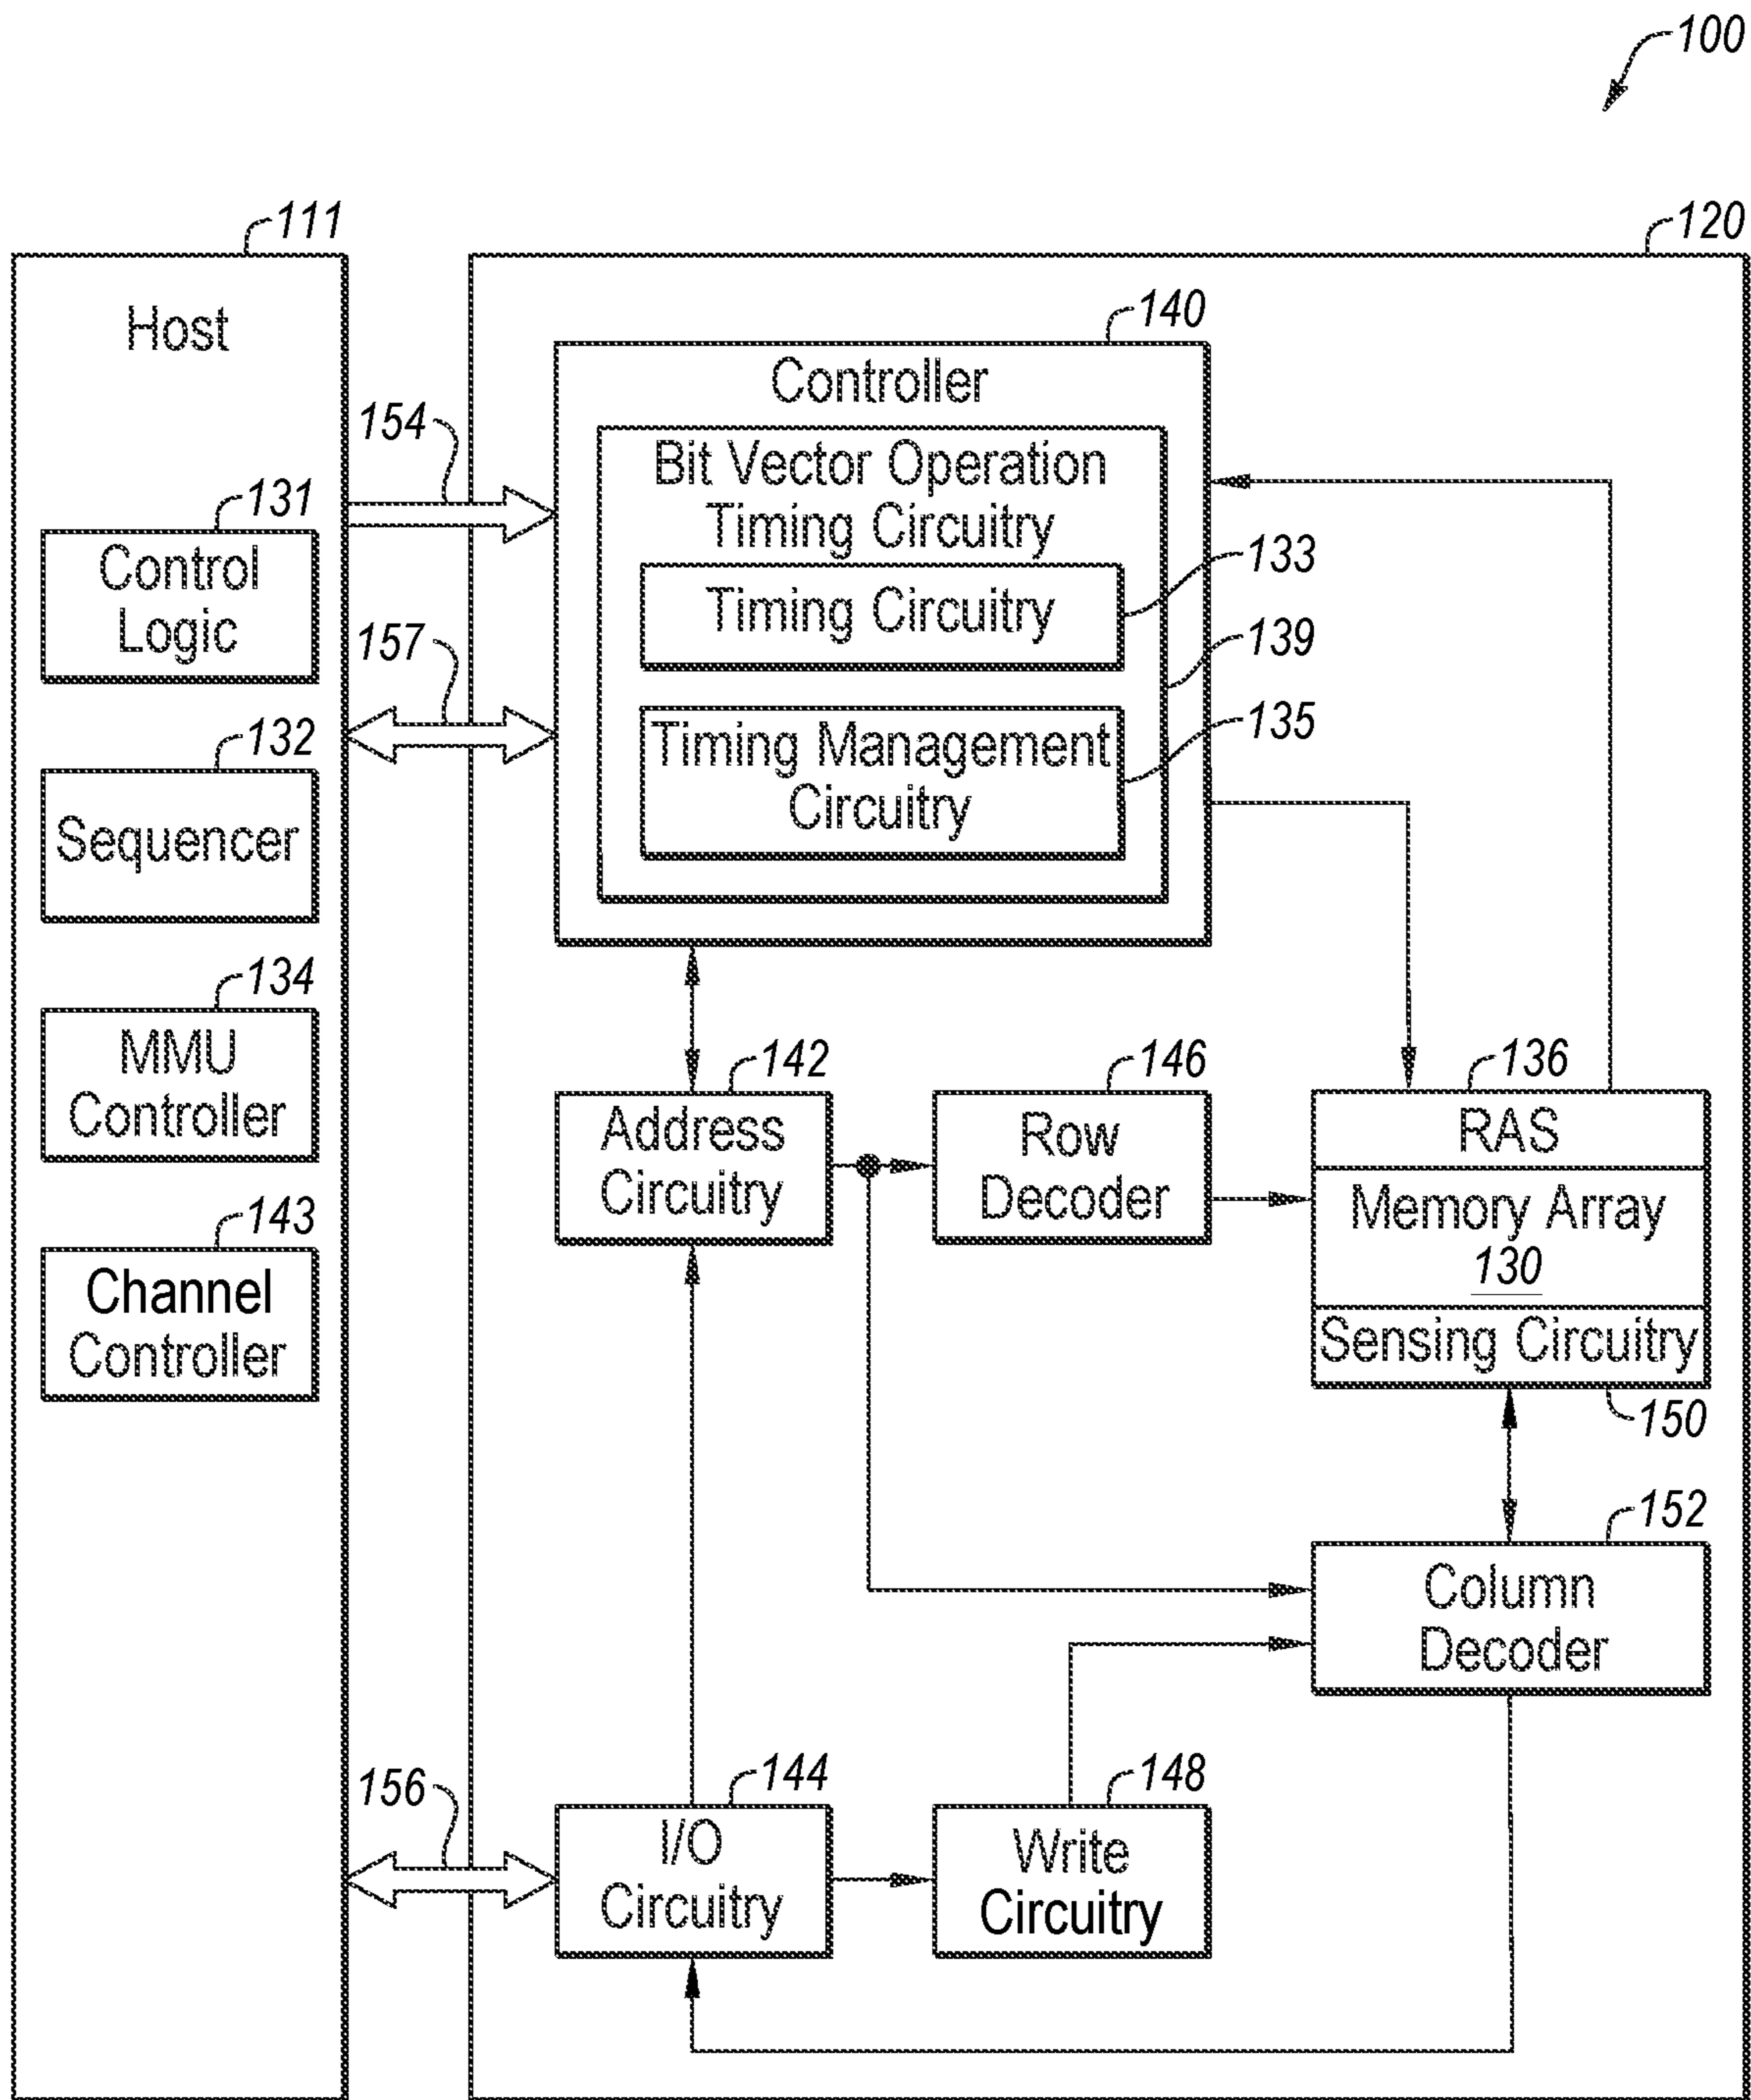 100
111
120
Host
140
Controller
154
Bit Vector Operation
Timing Circuitry
131
Control
Logic
133
Timing Circuitry
157
139
132
Sequencer
135
Timing Management
Circuitry
134
MMU
Controller
142
Address
Circuitry
146
Row
Decoder
136
RAS
Memory Array
130
Sensing Circuitry
150
143
Channel
Controller
152
Column
Decoder
156
144
I/O
Circuitry
148
Write
Circuitry